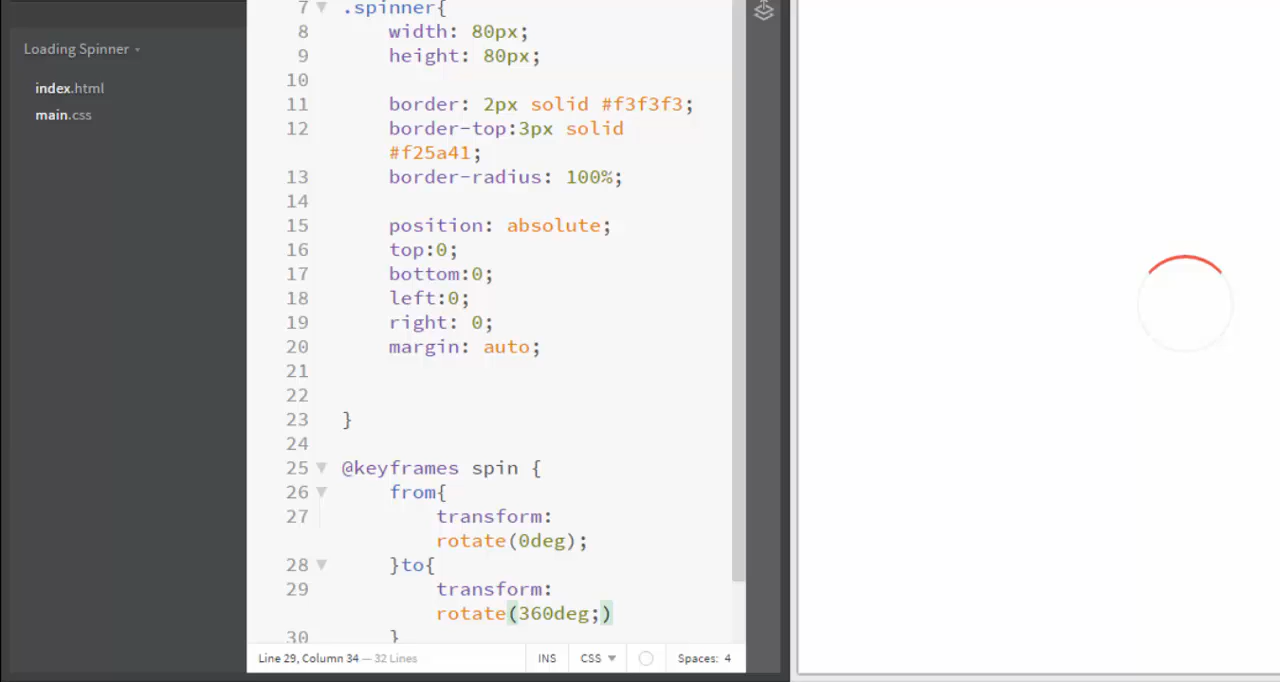 Loading Spinner
index.html
main.css
7 .spinner{
8 width: 80px;
9 height: 80px;
10
11 border: 2px solid #f3f3f3;
12 border-top:3px solid
#f25a41;
13 border-radius: 100%;
14
15 position: absolute;
16 top:0;
17 bottom:0;
18 left:0;
19 right: 0;
20 margin: auto;
21
22
23 }
24
25 @keyframes spin {
26 from{
27 transform:
rotate(0deg);
28 }to{
29 transform:
rotate(360deg;)
30 }
Line 29, Column 34 — 32 Lines INS CSS Spaces: 4